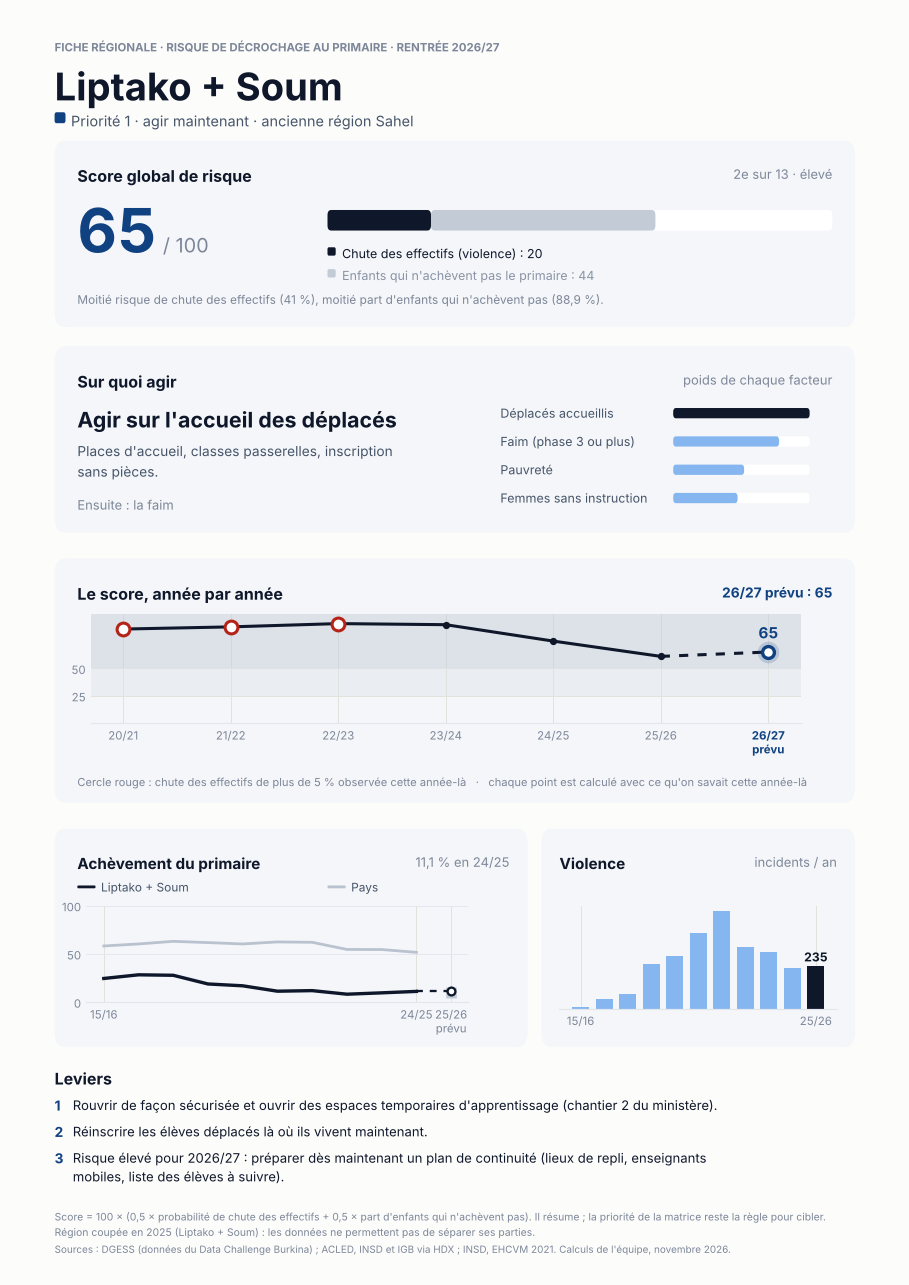 FICHE RÉGIONALE · RISQUE DE DÉCROCHAGE AU PRIMAIRE · RENTRÉE 2026/27
Liptako + Soum
Priorité 1 · agir maintenant · ancienne région Sahel
Score global de risque
2e sur 13 · élevé
65 / 100
Chute des effectifs (violence) : 20
Enfants qui n'achèvent pas le primaire : 44
Moitié risque de chute des effectifs (41 %), moitié part d'enfants qui n'achèvent pas (88,9 %).
Sur quoi agir
poids de chaque facteur
Agir sur l'accueil des déplacés
Places d'accueil, classes passerelles, inscription
sans pièces.
Ensuite : la faim
Déplacés accueillis
Faim (phase 3 ou plus)
Pauvreté
Femmes sans instruction
Le score, année par année
26/27 prévu : 65
65
50
25
20/21 21/22 22/23 23/24 24/25 25/26 26/27
prévu
Cercle rouge : chute des effectifs de plus de 5 % observée cette année-là · chaque point est calculé avec ce qu'on savait cette année-là
Achèvement du primaire
11,1 % en 24/25
Liptako + Soum
Pays
100
50
0
15/16 24/25 25/26
prévu
Violence
incidents / an
235
15/16 25/26
Leviers
1 Rouvrir de façon sécurisée et ouvrir des espaces temporaires d'apprentissage (chantier 2 du ministère).
2 Réinscrire les élèves déplacés là où ils vivent maintenant.
3 Risque élevé pour 2026/27 : préparer dès maintenant un plan de continuité (lieux de repli, enseignants
mobiles, liste des élèves à suivre).
Score = 100 × (0,5 × probabilité de chute des effectifs + 0,5 × part d'enfants qui n'achèvent pas). Il résume ; la priorité de la matrice reste la règle pour cibler.
Région coupée en 2025 (Liptako + Soum) : les données ne permettent pas de séparer ses parties.
Sources : DGESS (données du Data Challenge Burkina) ; ACLED, INSD et IGB via HDX ; INSD, EHCVM 2021. Calculs de l'équipe, novembre 2026.